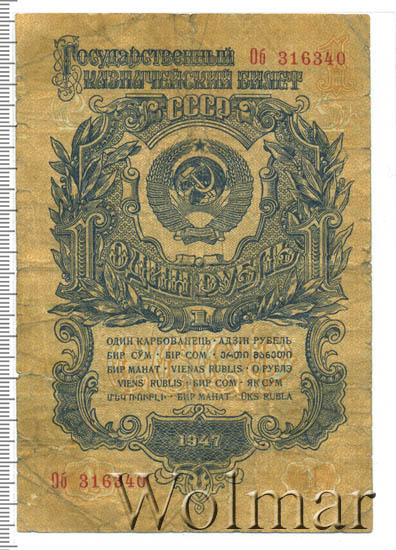 Государственный Об 316340
Казначейский Билет
СССР
1 ОДИН РУБЛЬ 1
1
ОДИН КАРБОВАНЕЦЬ · АДЗІН РУБЕЛЬ
БИР СЎМ · БІР СОМ · ერთი მანეთი
БИР МАНАТ · VIENAS RUBLIS · О РУБЛЭ
VIENS RUBLIS · БИР СОМ · ЯК СӮМ
ՄԵԿ ՌՈՒԲԼԻ · БИР МАНАТ · ÜKS RUBLA
1947
Об 316340
1
Wolmar